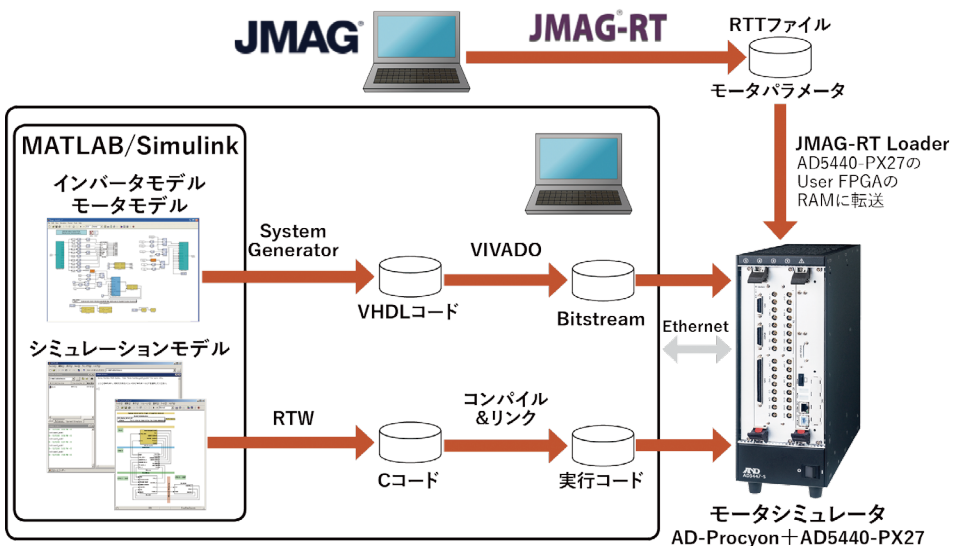 JMAG®
JMAG®-RT
RTTファイル
モータパラメータ
JMAG-RT Loader
AD5440-PX27の
User FPGAの
RAMに転送
MATLAB/Simulink
インバータモデル
モータモデル
System
Generator
VHDLコード
VIVADO
Bitstream
Ethernet
シミュレーションモデル
RTW
Cコード
コンパイル
&リンク
実行コード
AND
モータシミュレータ
AD-Procyon+AD5440-PX27